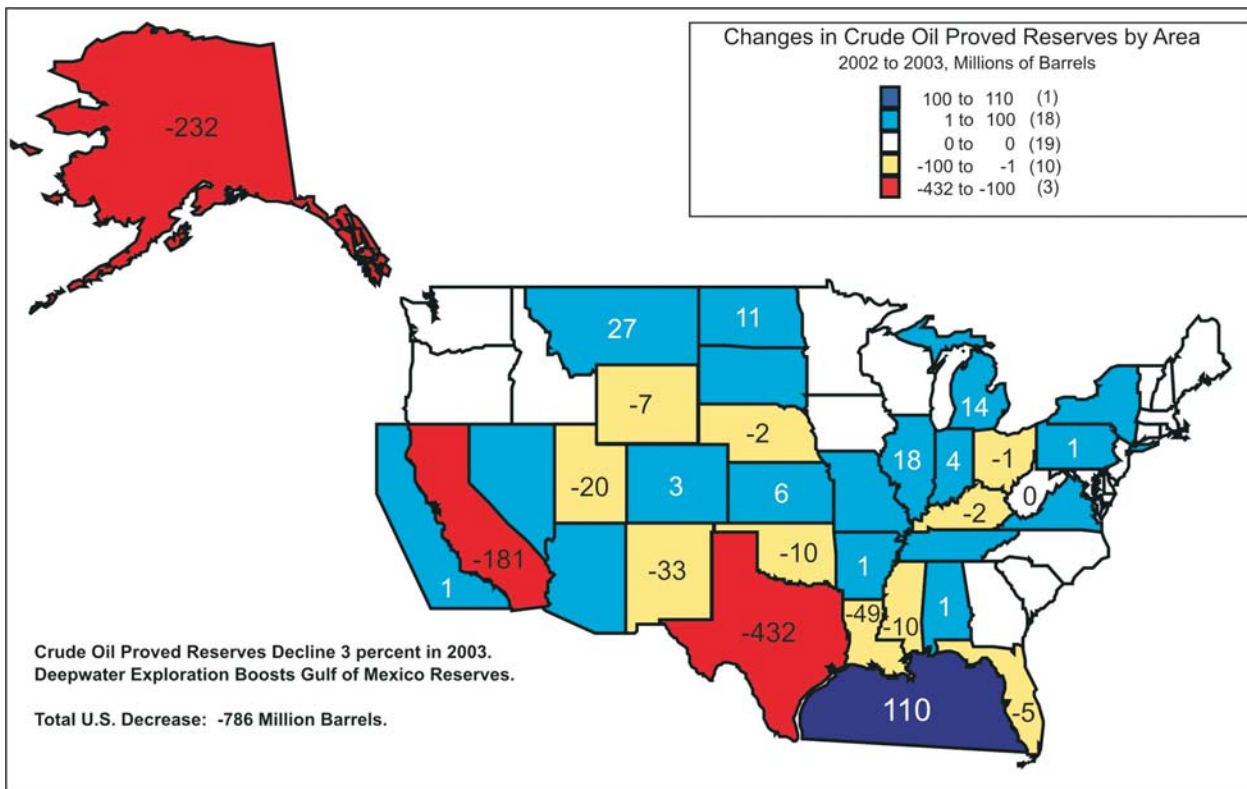 Changes in Crude Oil Proved Reserves by Area
2002 to 2003, Millions of Barrels
100 to 110 (1)
1 to 100 (18)
0 to 0 (19)
-100 to -1 (10)
-432 to -100 (3)
-232
27
11
-7
-2
14
18
4
-1
1
-20
3
6
0
-2
-181
1
-33
-10
1
-432
-49
-10
1
110
-5
Crude Oil Proved Reserves Decline 3 percent in 2003.
Deepwater Exploration Boosts Gulf of Mexico Reserves.
Total U.S. Decrease: -786 Million Barrels.